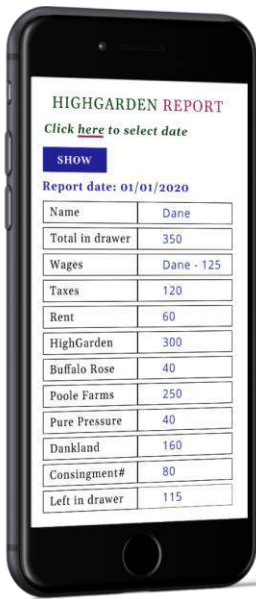 HIGHGARDEN REPORT
Click here to select date
SHOW
Report date: 01/01/2020
Name Dane
Total in drawer 350
Wages Dane - 125
Taxes 120
Rent 60
HighGarden 300
Buffalo Rose 40
Poole Farms 250
Pure Pressure 40
Dankland 160
Consingment# 80
Left in drawer 115